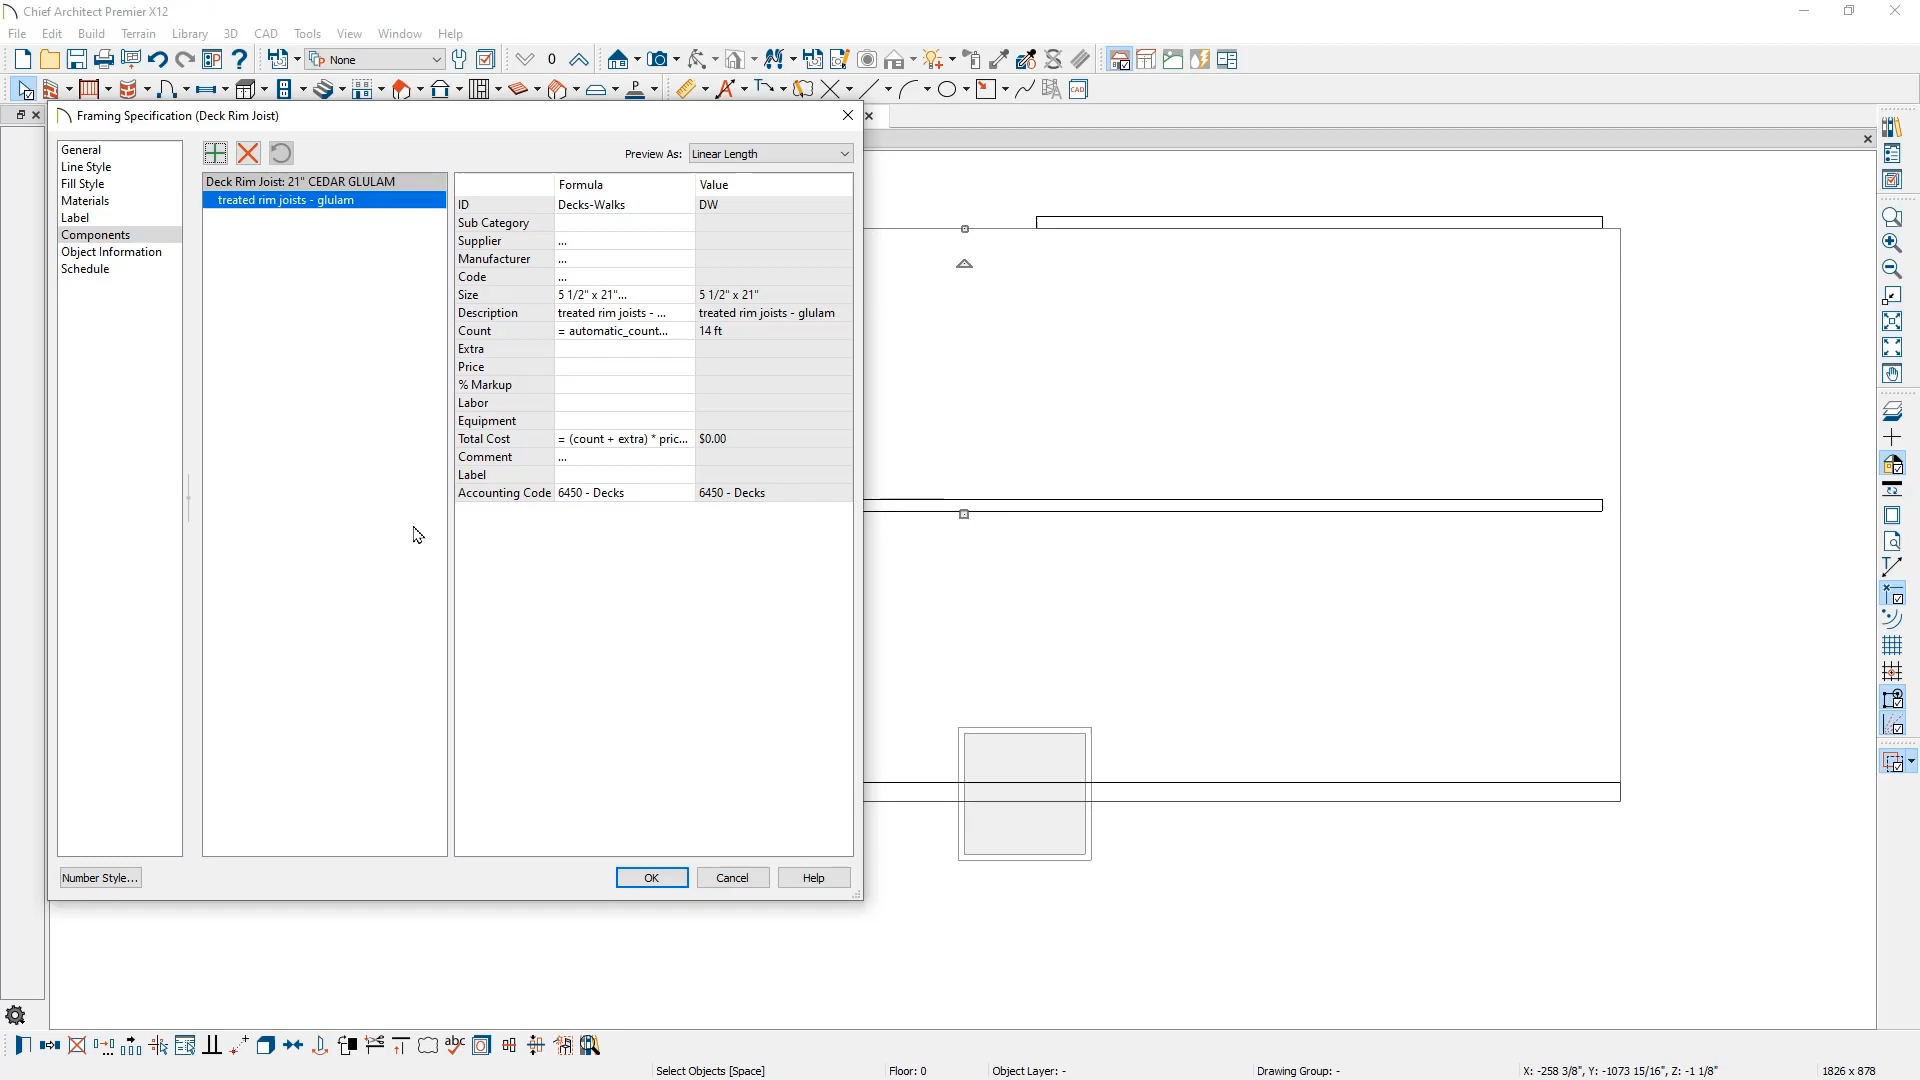 Chief Architect Premier X12
File Edit Build Terrain Library 3D CAD Tools View Window Help
None 0
CAD
Framing Specification (Deck Rim Joist)
General
Line Style
Fill Style
Materials
Label
Components
Object Information
Schedule
Preview As: Linear Length
Deck Rim Joist: 21" CEDAR GLULAM
treated rim joists - glulam
Formula Value
ID Decks-Walks DW
Sub Category
Supplier ...
Manufacturer ...
Code ...
Size 5 1/2" x 21"... 5 1/2" x 21"
Description treated rim joists - ... treated rim joists - glulam
Count = automatic_count... 14 ft
Extra
Price
% Markup
Labor
Equipment
Total Cost = (count + extra) * pric... $0.00
Comment ...
Label
Accounting Code 6450 - Decks 6450 - Decks
Number Style... OK Cancel Help
abc
Select Objects [Space] Floor: 0 Object Layer: - Drawing Group: - X: -258 3/8", Y: -1073 15/16", Z: -1 1/8" 1826 x 878